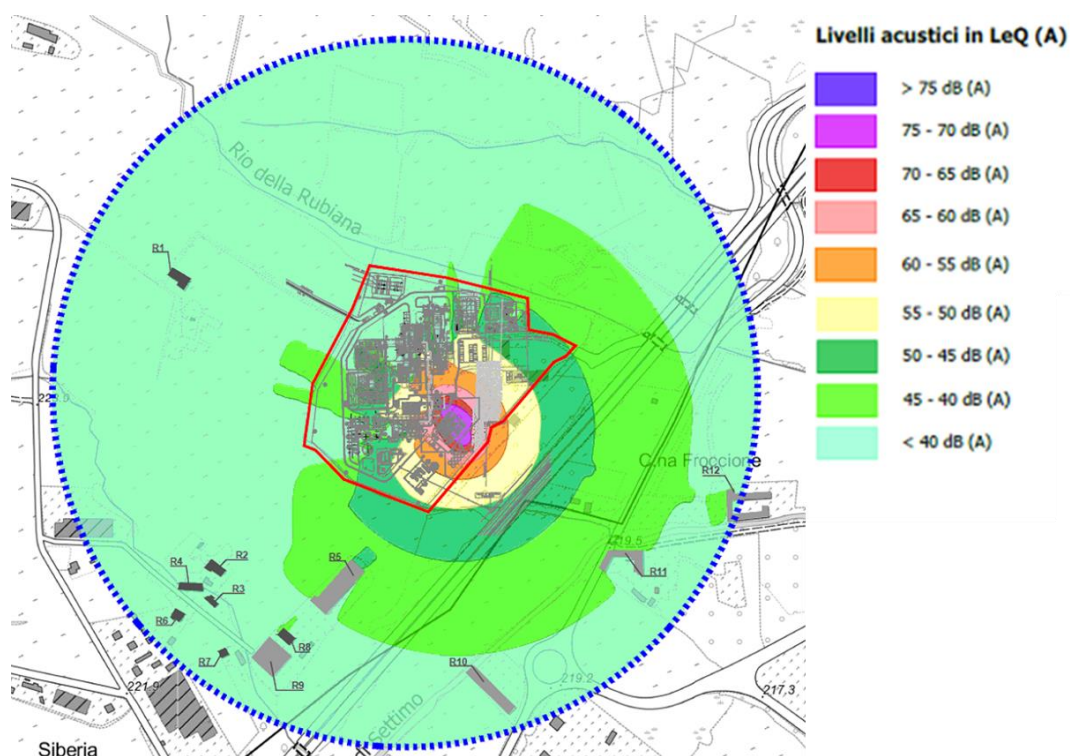 Livelli acustici in LeQ (A)
> 75 dB (A)
75 - 70 dB (A)
70 - 65 dB (A)
65 - 60 dB (A)
60 - 55 dB (A)
55 - 50 dB (A)
50 - 45 dB (A)
45 - 40 dB (A)
< 40 dB (A)
Rio della Rubiana
R1
C.na Froccione
R12
219.5
R11
R5
R2
R4
R3
R6
R8
R7
R9
R10
219.2
217.3
221.9
Settimo
Siberia